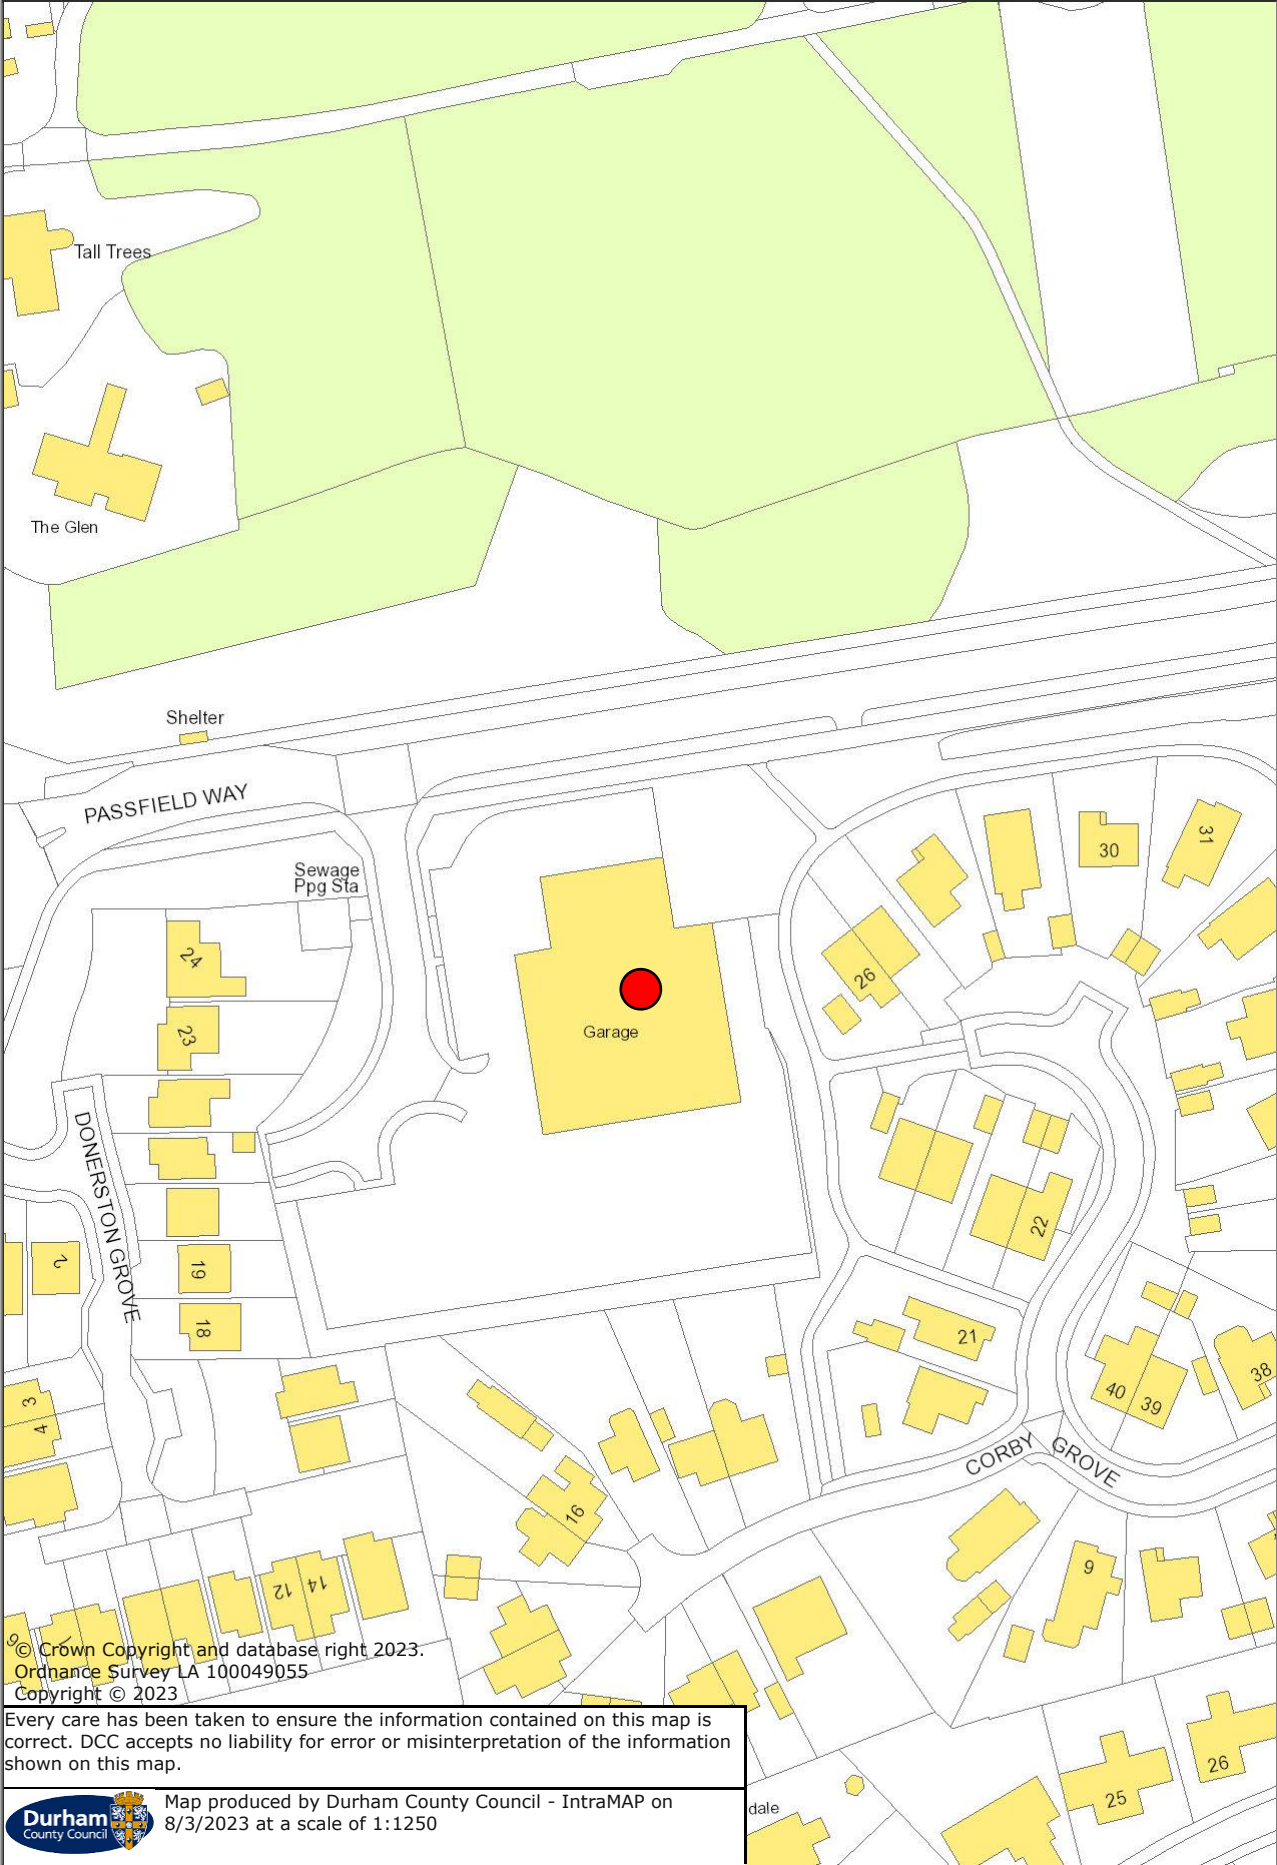 Tall Trees
The Glen
Shelter
PASSFIELD WAY
Sewage
Ppg Sta
30
31
24
26
23
Garage
DONERSTON GROVE
22
2
19
18
21
40
39
38
3
4
CORBY GROVE
16
9
12
14
© Crown Copyright and database right 2023.
Ordnance Survey LA 100049055
Copyright © 2023
Every care has been taken to ensure the information contained on this map is
correct. DCC accepts no liability for error or misinterpretation of the information
shown on this map.
26
25
dale
Durham
County Council
Map produced by Durham County Council - IntraMAP on
8/3/2023 at a scale of 1:1250